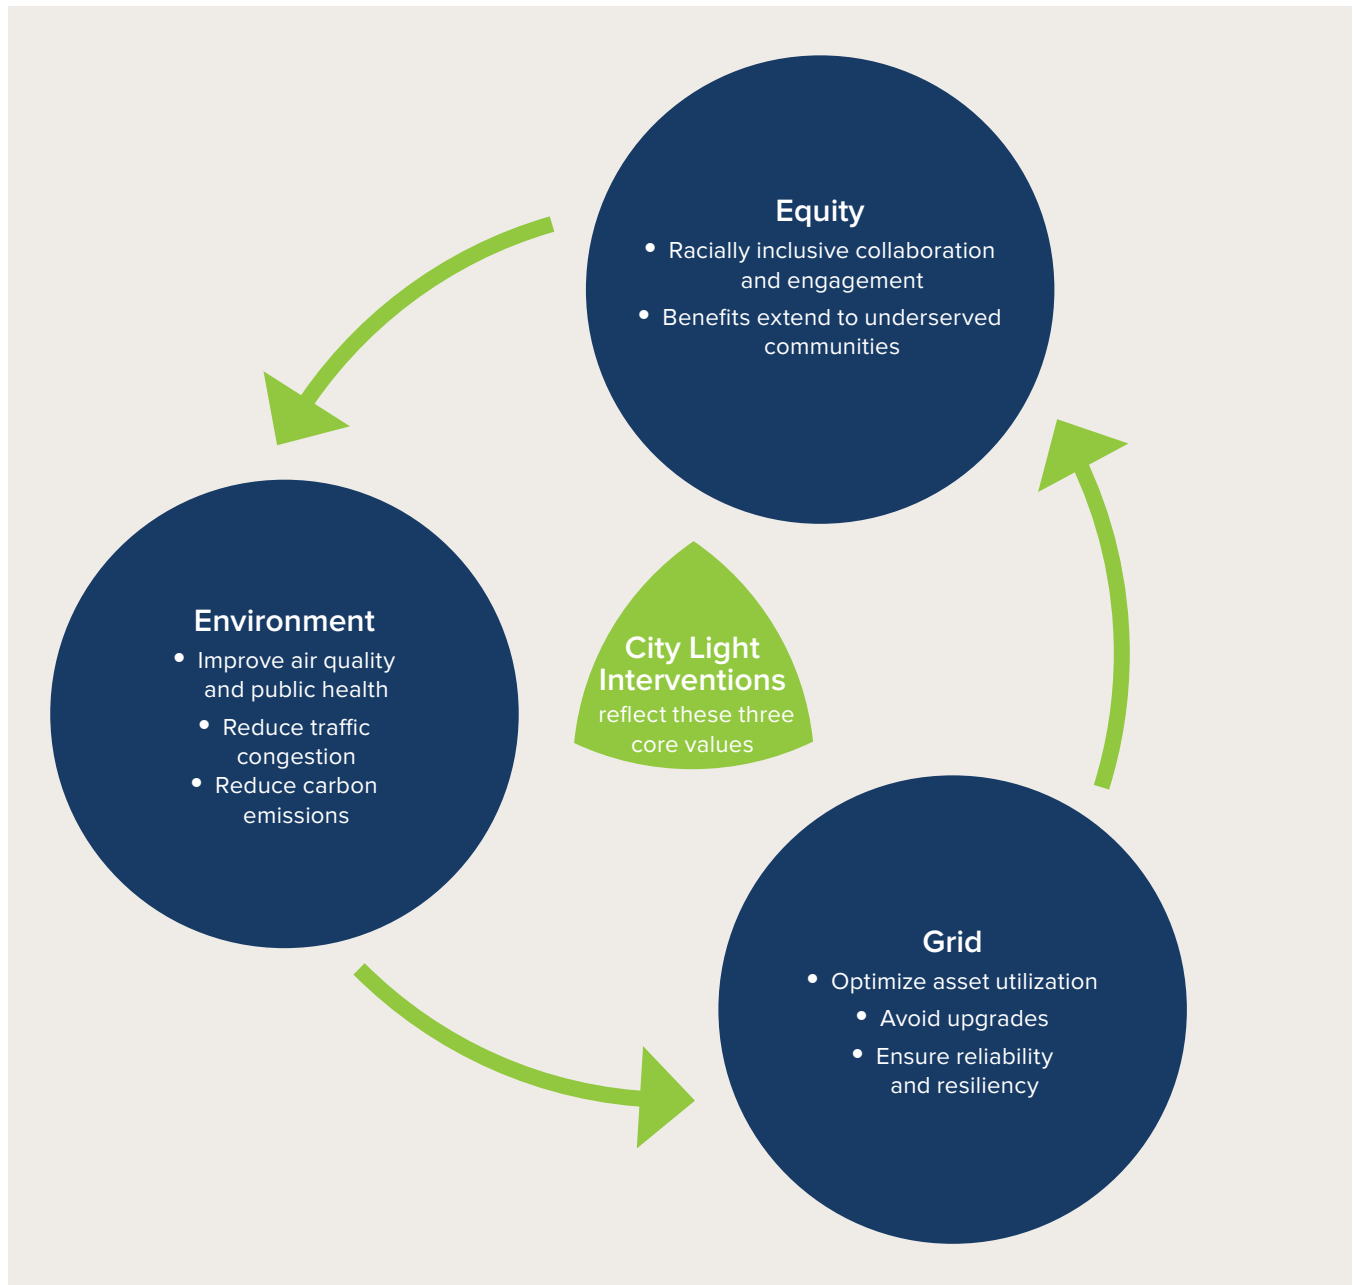 Equity
• Racially inclusive collaboration
and engagement
• Benefits extend to underserved
communities
Environment
• Improve air quality
and public health
• Reduce traffic
congestion
• Reduce carbon
emissions
City Light
Interventions
reflect these three
core values
Grid
• Optimize asset utilization
• Avoid upgrades
• Ensure reliability
and resiliency